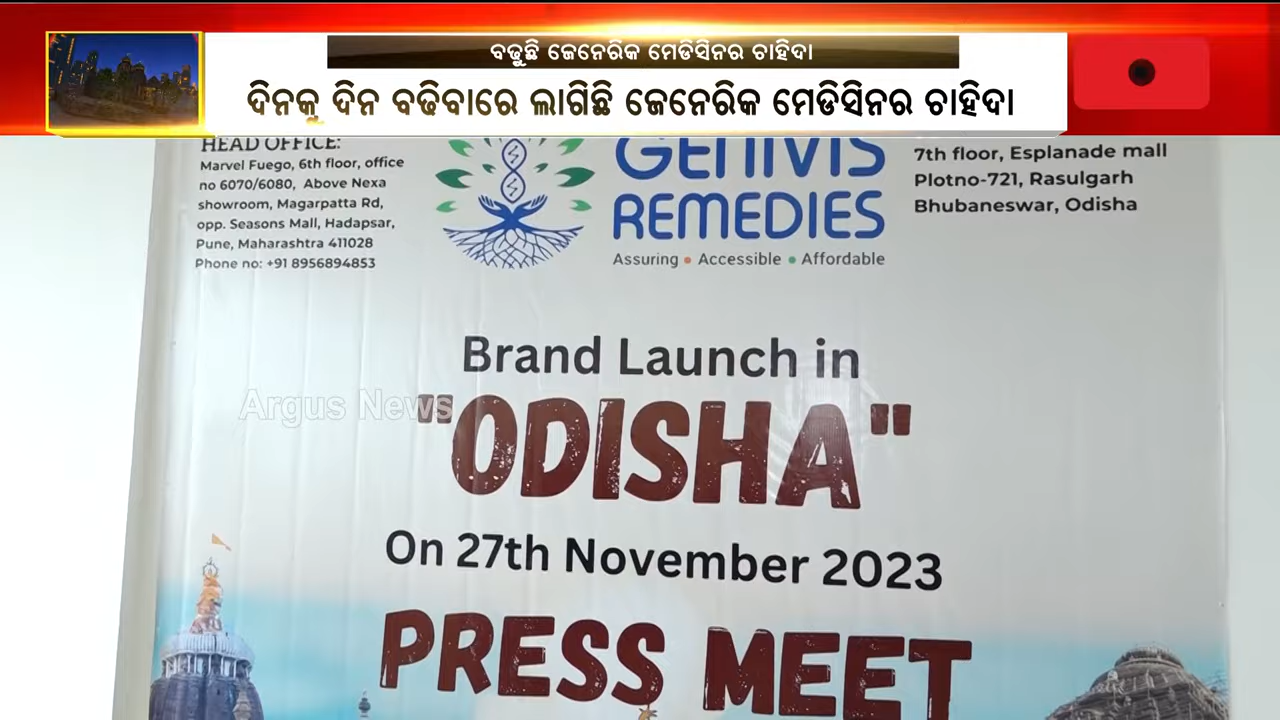 ବଢୁଛି ଜେନେରିକ ମେଡିସିନର ଚାହିଦା
ଦିନକୁ ଦିନ ବଢିବାରେ ଲାଗିଛି ଜେନେରିକ ମେଡିସିନର ଚାହିଦା
HEAD OFFICE:
Marvel Fuego, 6th floor, office
no 6070/6080, Above Nexa
showroom, Magarpatta Rd,
opp. Seasons Mall, Hadapsar,
Pune, Maharashtra 411028
Phone no: +91 8956894853
GENIVIS
REMEDIES
Assuring • Accessible • Affordable
7th floor, Esplanade mall
Plotno-721, Rasulgarh
Bhubaneswar, Odisha
Brand Launch in
Argus News
"ODISHA"
On 27th November 2023
PRESS MEET